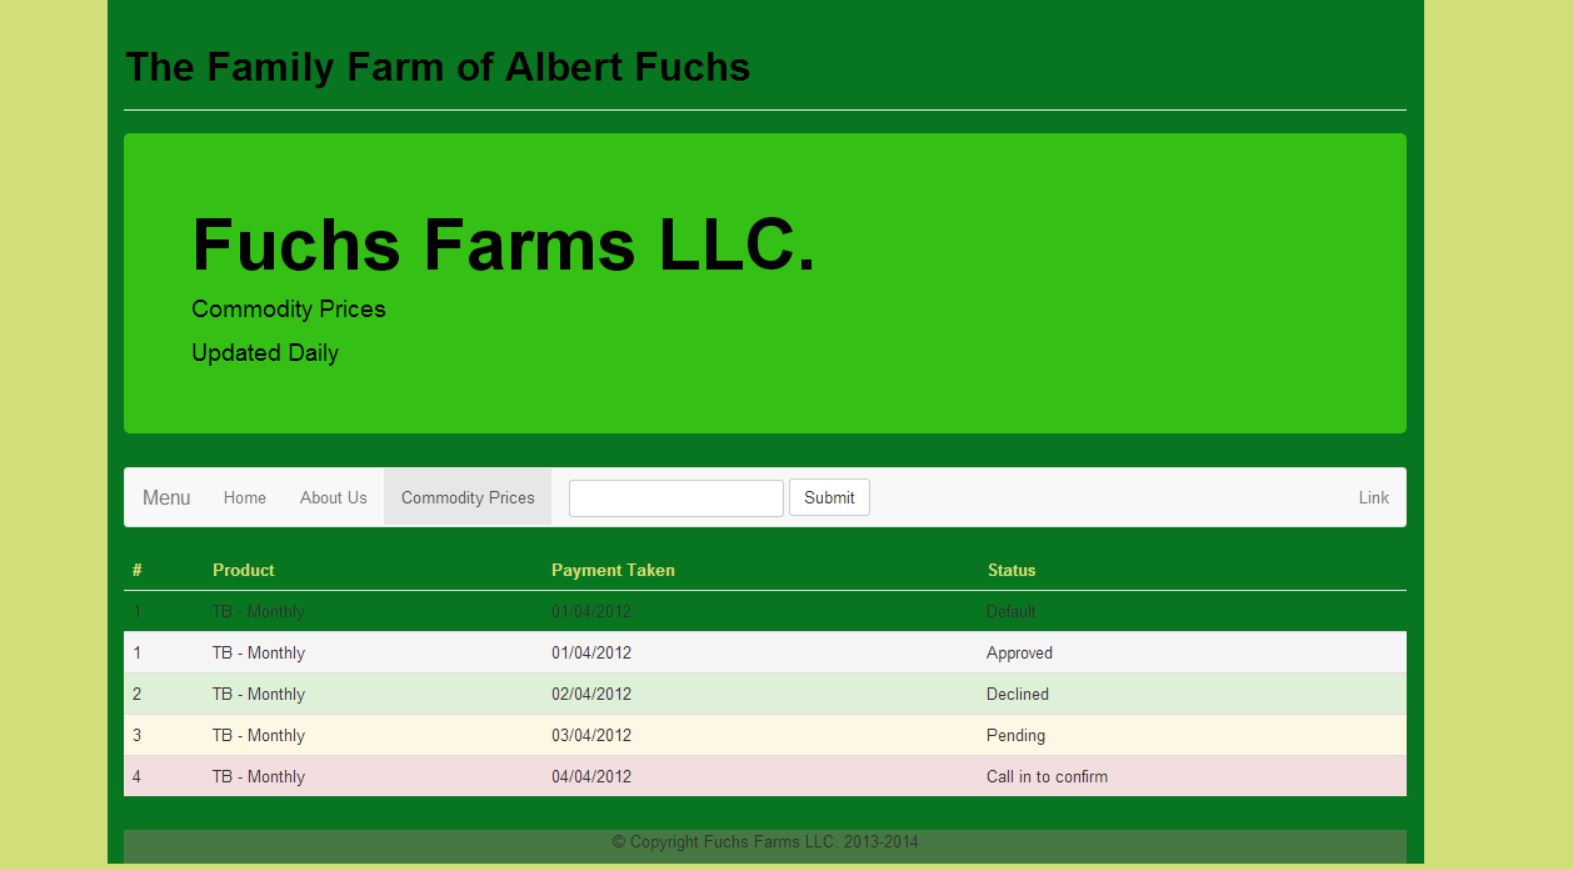 The Family Farm of Albert Fuchs
Fuchs Farms LLC.
Commodity Prices
Updated Daily
Menu Home About Us Commodity Prices Submit Link
# Product Payment Taken Status
1 TB - Monthly 01/04/2012 Default
1 TB - Monthly 01/04/2012 Approved
2 TB - Monthly 02/04/2012 Declined
3 TB - Monthly 03/04/2012 Pending
4 TB - Monthly 04/04/2012 Call in to confirm
© Copyright Fuchs Farms LLC. 2013-2014